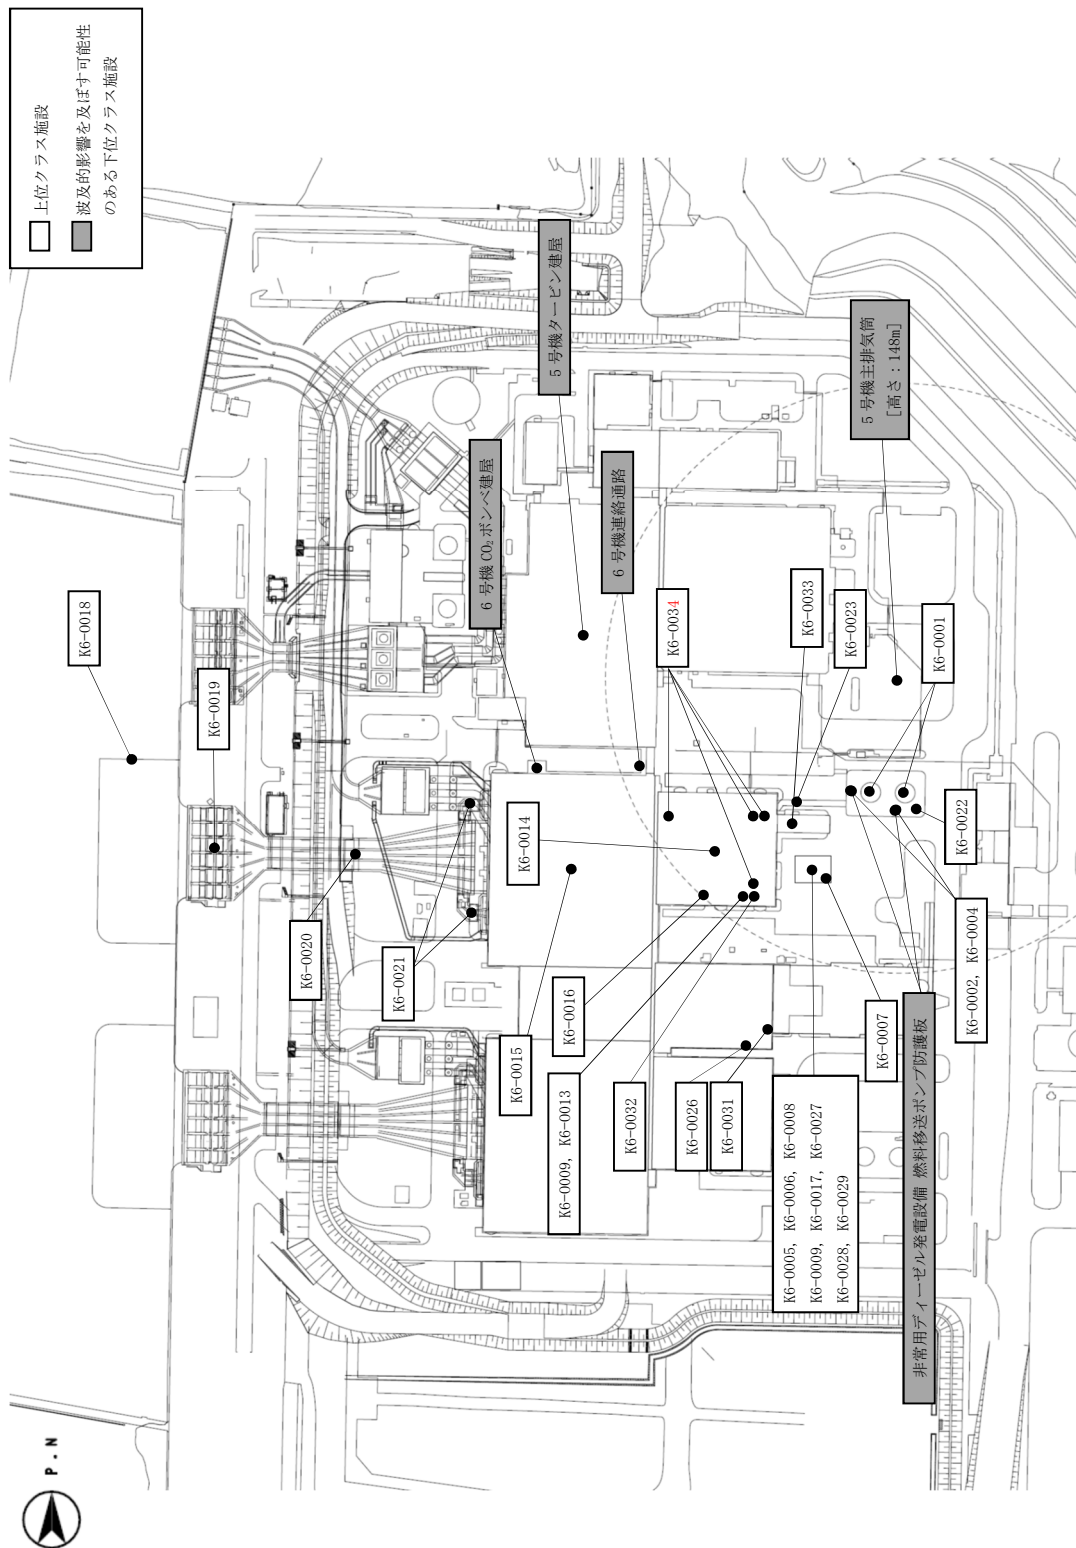 上位クラス施設
波及的影響を及ぼす可能性
のある下位クラス施設
P.N
K6-0018
K6-0019
K6-0020
K6-0021
6号機 CO₂ボンベ建屋
5号機タービン建屋
6号機連絡通路
5号機主排気筒
[高さ：148m]
K6-0034
K6-0033
K6-0023
K6-0001
K6-0014
K6-0015
K6-0016
K6-0009, K6-0013
K6-0032
K6-0026
K6-0031
K6-0022
K6-0002, K6-0004
K6-0007
K6-0005, K6-0006, K6-0008
K6-0009, K6-0017, K6-0027
K6-0028, K6-0029
非常用ディーゼル発電設備 燃料移送ポンプ防護板